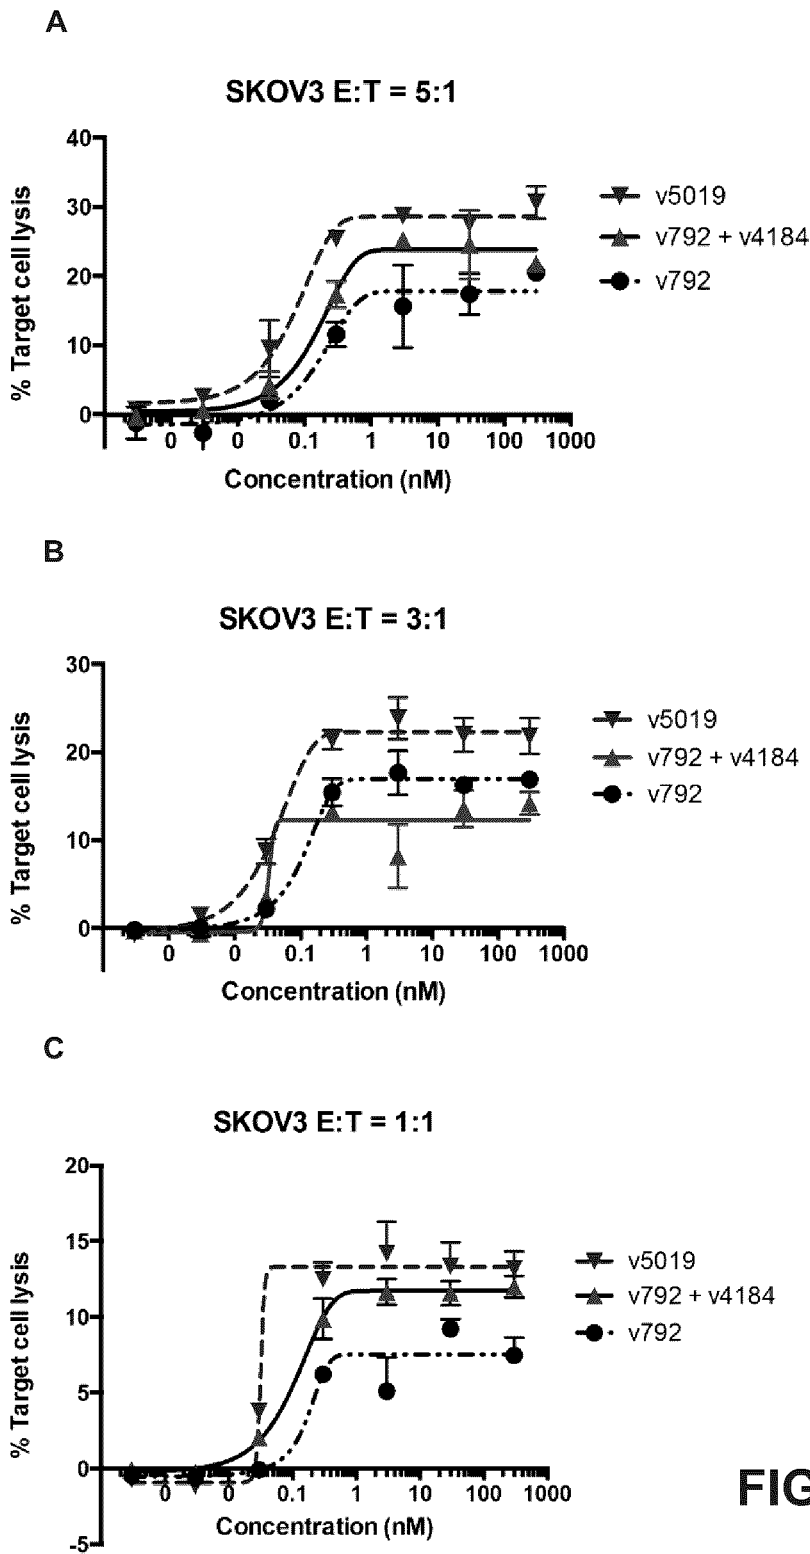 A
SKOV3 E:T = 5:1
40
30
20
10
0
% Target cell lysis
v5019
v792 + v4184
v792
0 0 0.1 1 10 100 1000
Concentration (nM)
B
SKOV3 E:T = 3:1
30
20
10
0
% Target cell lysis
v5019
v792 + v4184
v792
0 0 0.1 1 10 100 1000
Concentration (nM)
C
SKOV3 E:T = 1:1
20
15
10
5
0
-5
% Target cell lysis
v5019
v792 + v4184
v792
0 0 0.1 1 10 100 1000
Concentration (nM)
FIG